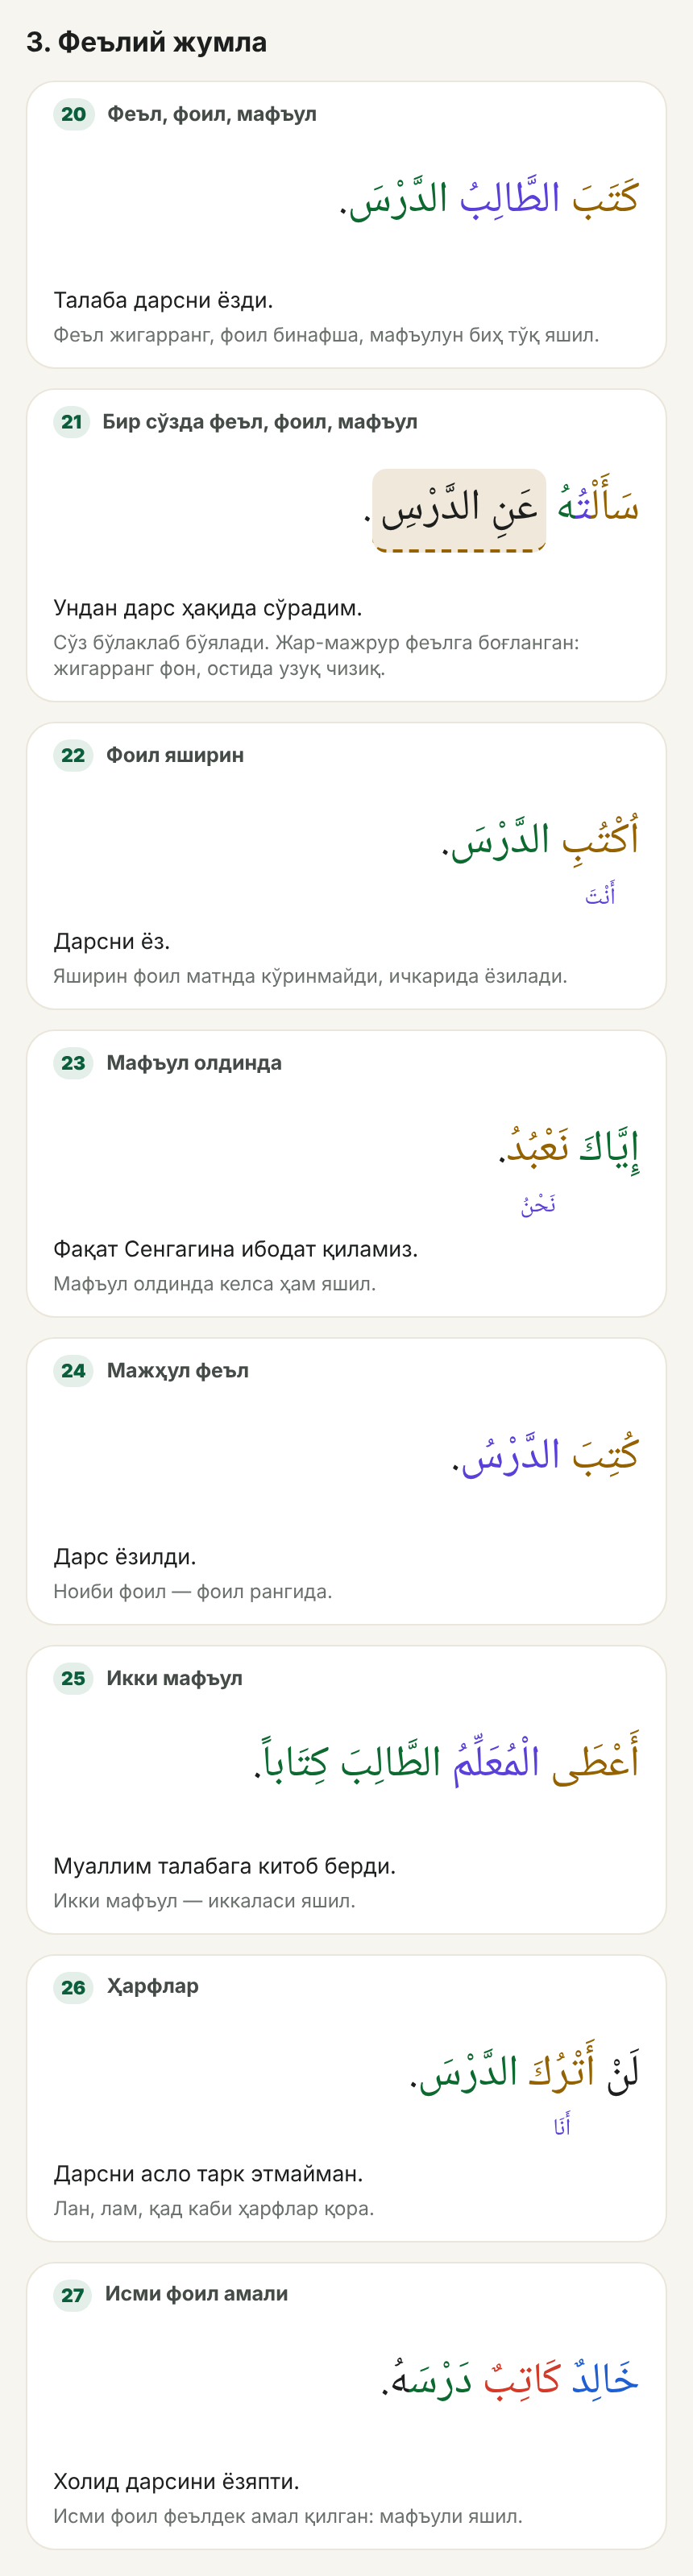 3. Феълий жумла
20 Феъл, фоил, мафъул
كَتَبَ الطَّالِبُ الدَّرْسَ.
Талаба дарсни ёзди.
Феъл жигарранг, фоил бинафша, мафъулун биҳ тўқ яшил.
21 Бир сўзда феъл, фоил, мафъул
سَأَلْتُهُ عَنِ الدَّرْسِ.
Ундан дарс ҳақида сўрадим.
Сўз бўлаклаб бўялади. Жар-мажрур феълга боғланган:
жигарранг фон, остида узуқ чизиқ.
22 Фоил яширин
اُكْتُبِ الدَّرْسَ.
أَنْتَ
Дарсни ёз.
Яширин фоил матнда кўринмайди, ичкарида ёзилади.
23 Мафъул олдинда
إِيَّاكَ نَعْبُدُ.
نَحْنُ
Фақат Сенгагина ибодат қиламиз.
Мафъул олдинда келса ҳам яшил.
24 Мажҳул феъл
كُتِبَ الدَّرْسُ.
Дарс ёзилди.
Ноиби фоил — фоил рангида.
25 Икки мафъул
أَعْطَى الْمُعَلِّمُ الطَّالِبَ كِتَاباً.
Муаллим талабага китоб берди.
Икки мафъул — иккаласи яшил.
26 Ҳарфлар
لَنْ أَتْرُكَ الدَّرْسَ.
أَنَا
Дарсни асло тарк этмайман.
Лан, лам, қад каби ҳарфлар қора.
27 Исми фоил амали
خَالِدٌ كَاتِبٌ دَرْسَهُ.
Холид дарсини ёзяпти.
Исми фоил феълдек амал қилган: мафъули яшил.